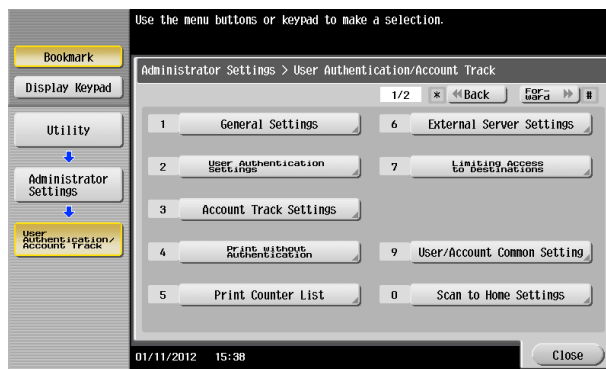 Use the menu buttons or keypad to make a selection.
Bookmark
Display Keypad
Utility
Administrator
Settings
User
Authentication/
Account Track
Administrator Settings > User Authentication/Account Track
1/2 * Back For-
ward #
1 General Settings
2 User Authentication
Settings
3 Account Track Settings
4 Print without
Authentication
5 Print Counter List
6 External Server Settings
7 Limiting Access
to Destinations
9 User/Account Common Setting
0 Scan to Home Settings
01/11/2012 15:38
Close